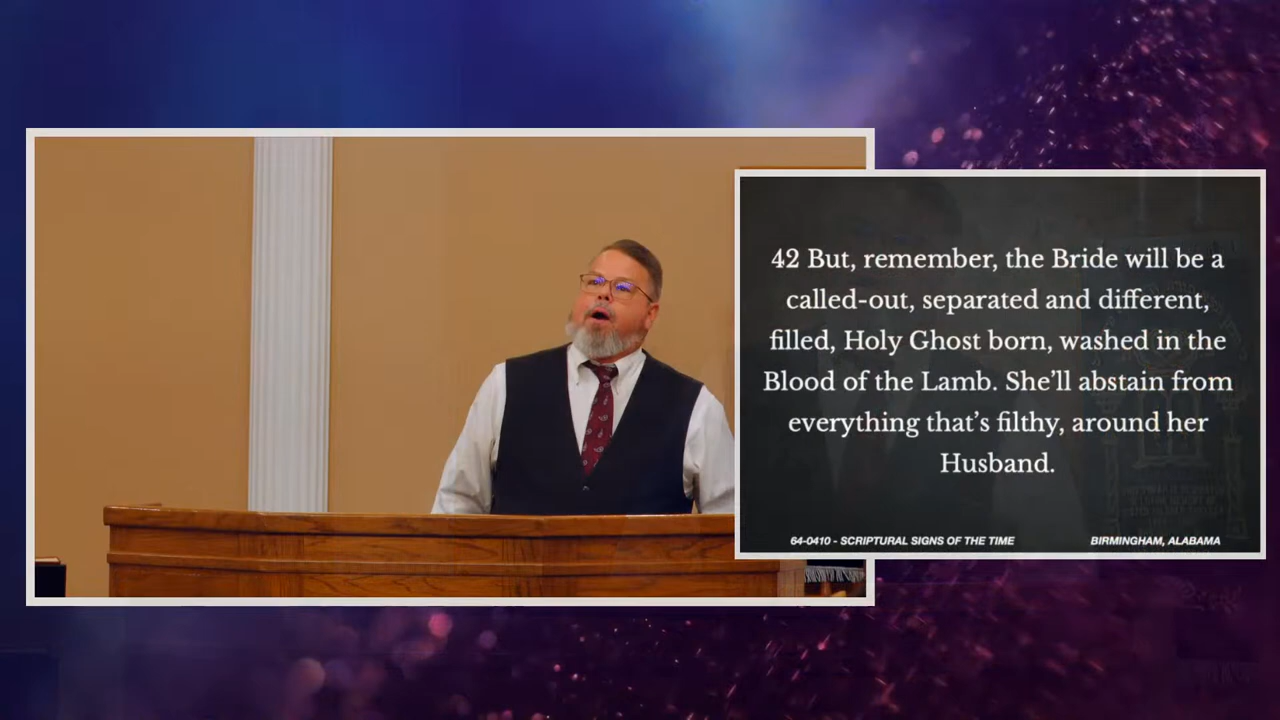 42 But, remember, the Bride will be a
called-out, separated and different,
filled, Holy Ghost born, washed in the
Blood of the Lamb. She’ll abstain from
everything that’s filthy, around her
Husband.
64-0410 - SCRIPTURAL SIGNS OF THE TIME
BIRMINGHAM, ALABAMA